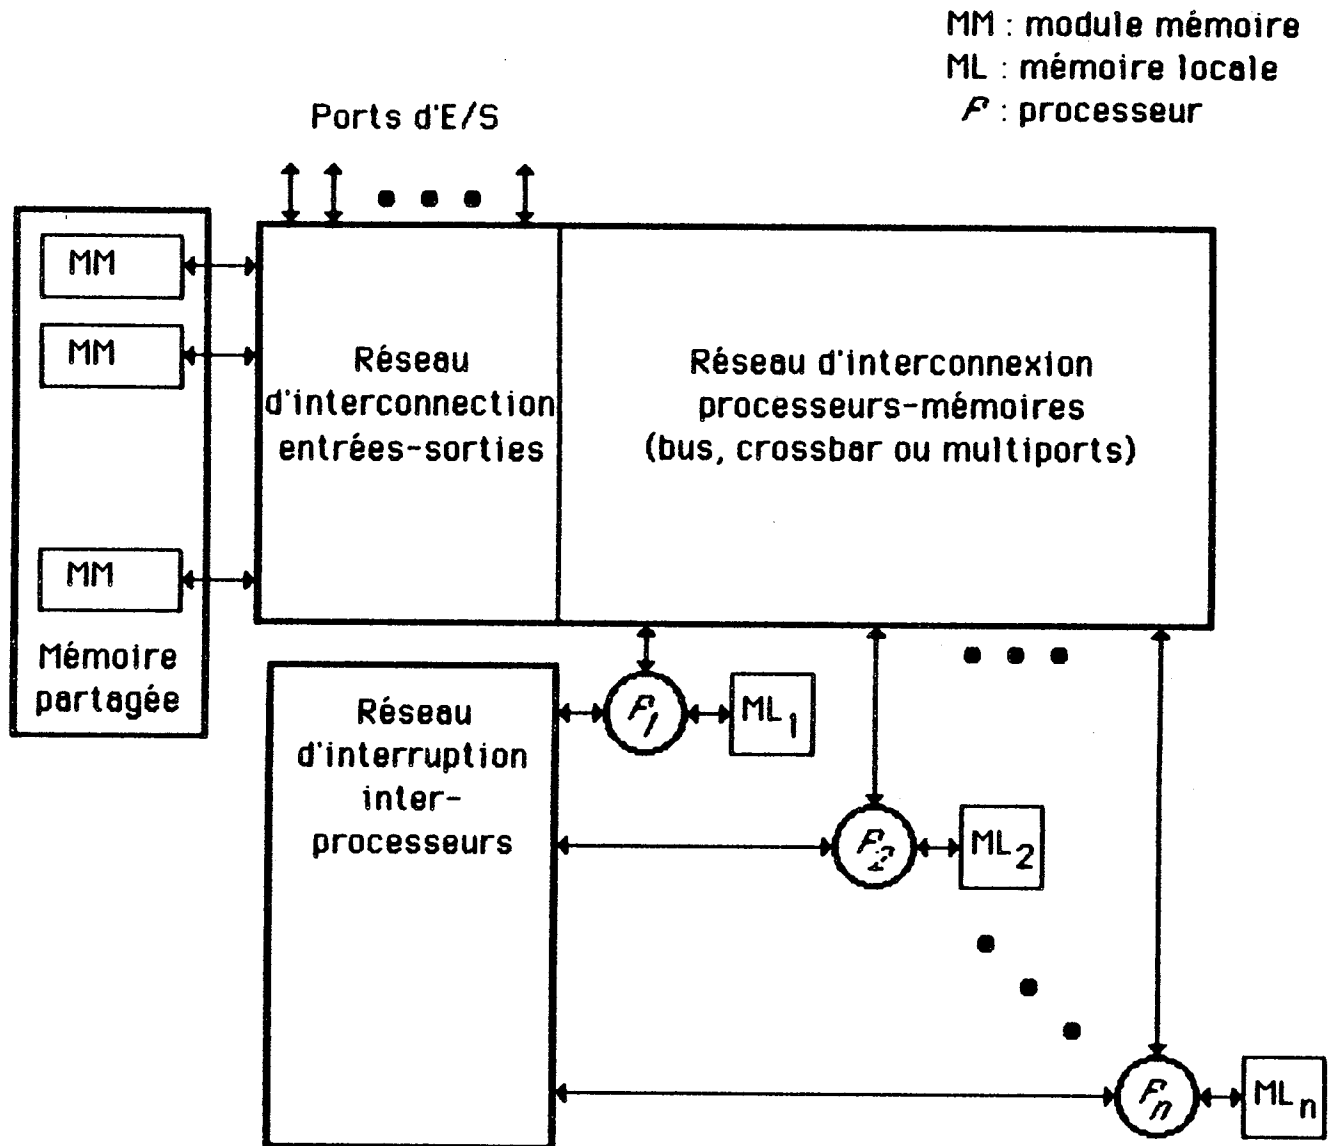 MM : module mémoire
ML : mémoire locale
P : processeur
Ports d'E/S
MM
MM
MM
Mémoire
partagée
Réseau
d'interconnection
entrées-sorties
Réseau d'interconnexion
processeurs-mémoires
(bus, crossbar ou multiports)
Réseau
d'interruption
inter-
processeurs
P1
ML1
P2
ML2
Pn
MLn